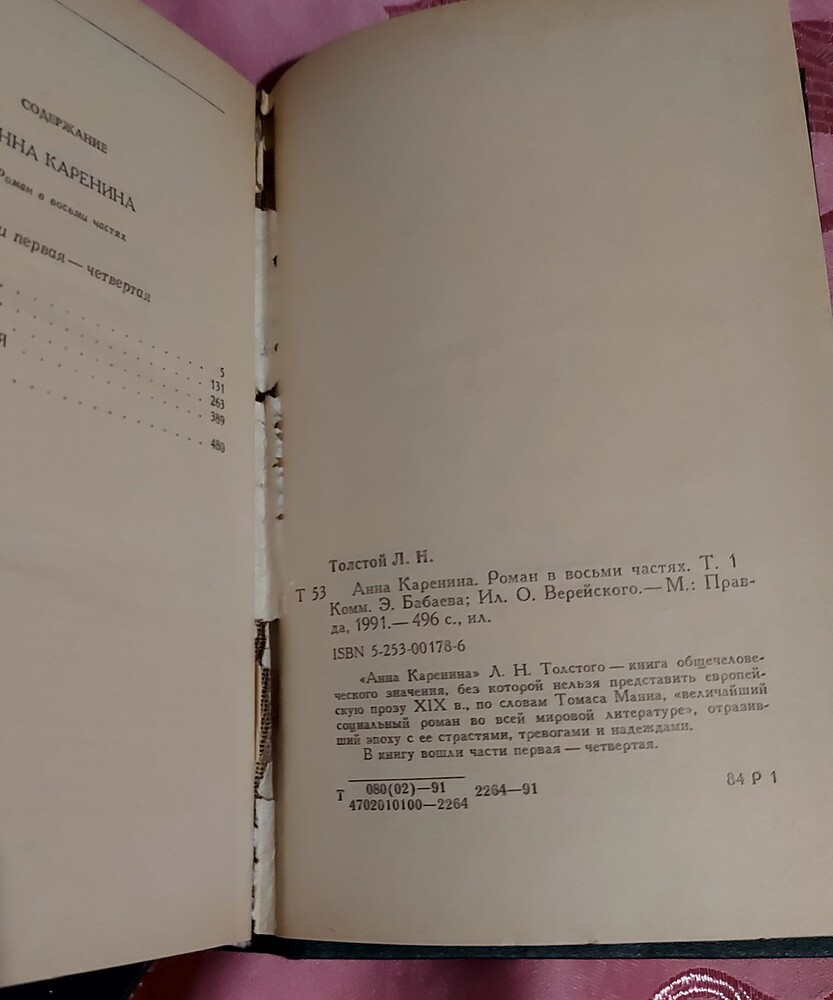 СОДЕРЖАНИЕ
ННА КАРЕНИНА
Роман в восьми частях
и первая — четвертая
5
131
Я 263
389
480
Толстой Л. Н.
Т 53 Анна Каренина. Роман в восьми частях. Т. 1
Комм. Э. Бабаева; Ил. О. Верейского.— М.: Прав-
да, 1991.— 496 с., ил.
ISBN 5-253-00178-6
«Анна Каренина» Л. Н. Толстого — книга общечелове-
ческого значения, без которой нельзя представить европей-
скую прозу XIX в., по словам Томаса Манна, «величайший
социальный роман во всей мировой литературе», отразив-
ший эпоху с ее страстями, тревогами и надеждами.
В книгу вошли части первая — четвертая.
Т 080(02)—91 2264—91 84 Р 1
4702010100—2264